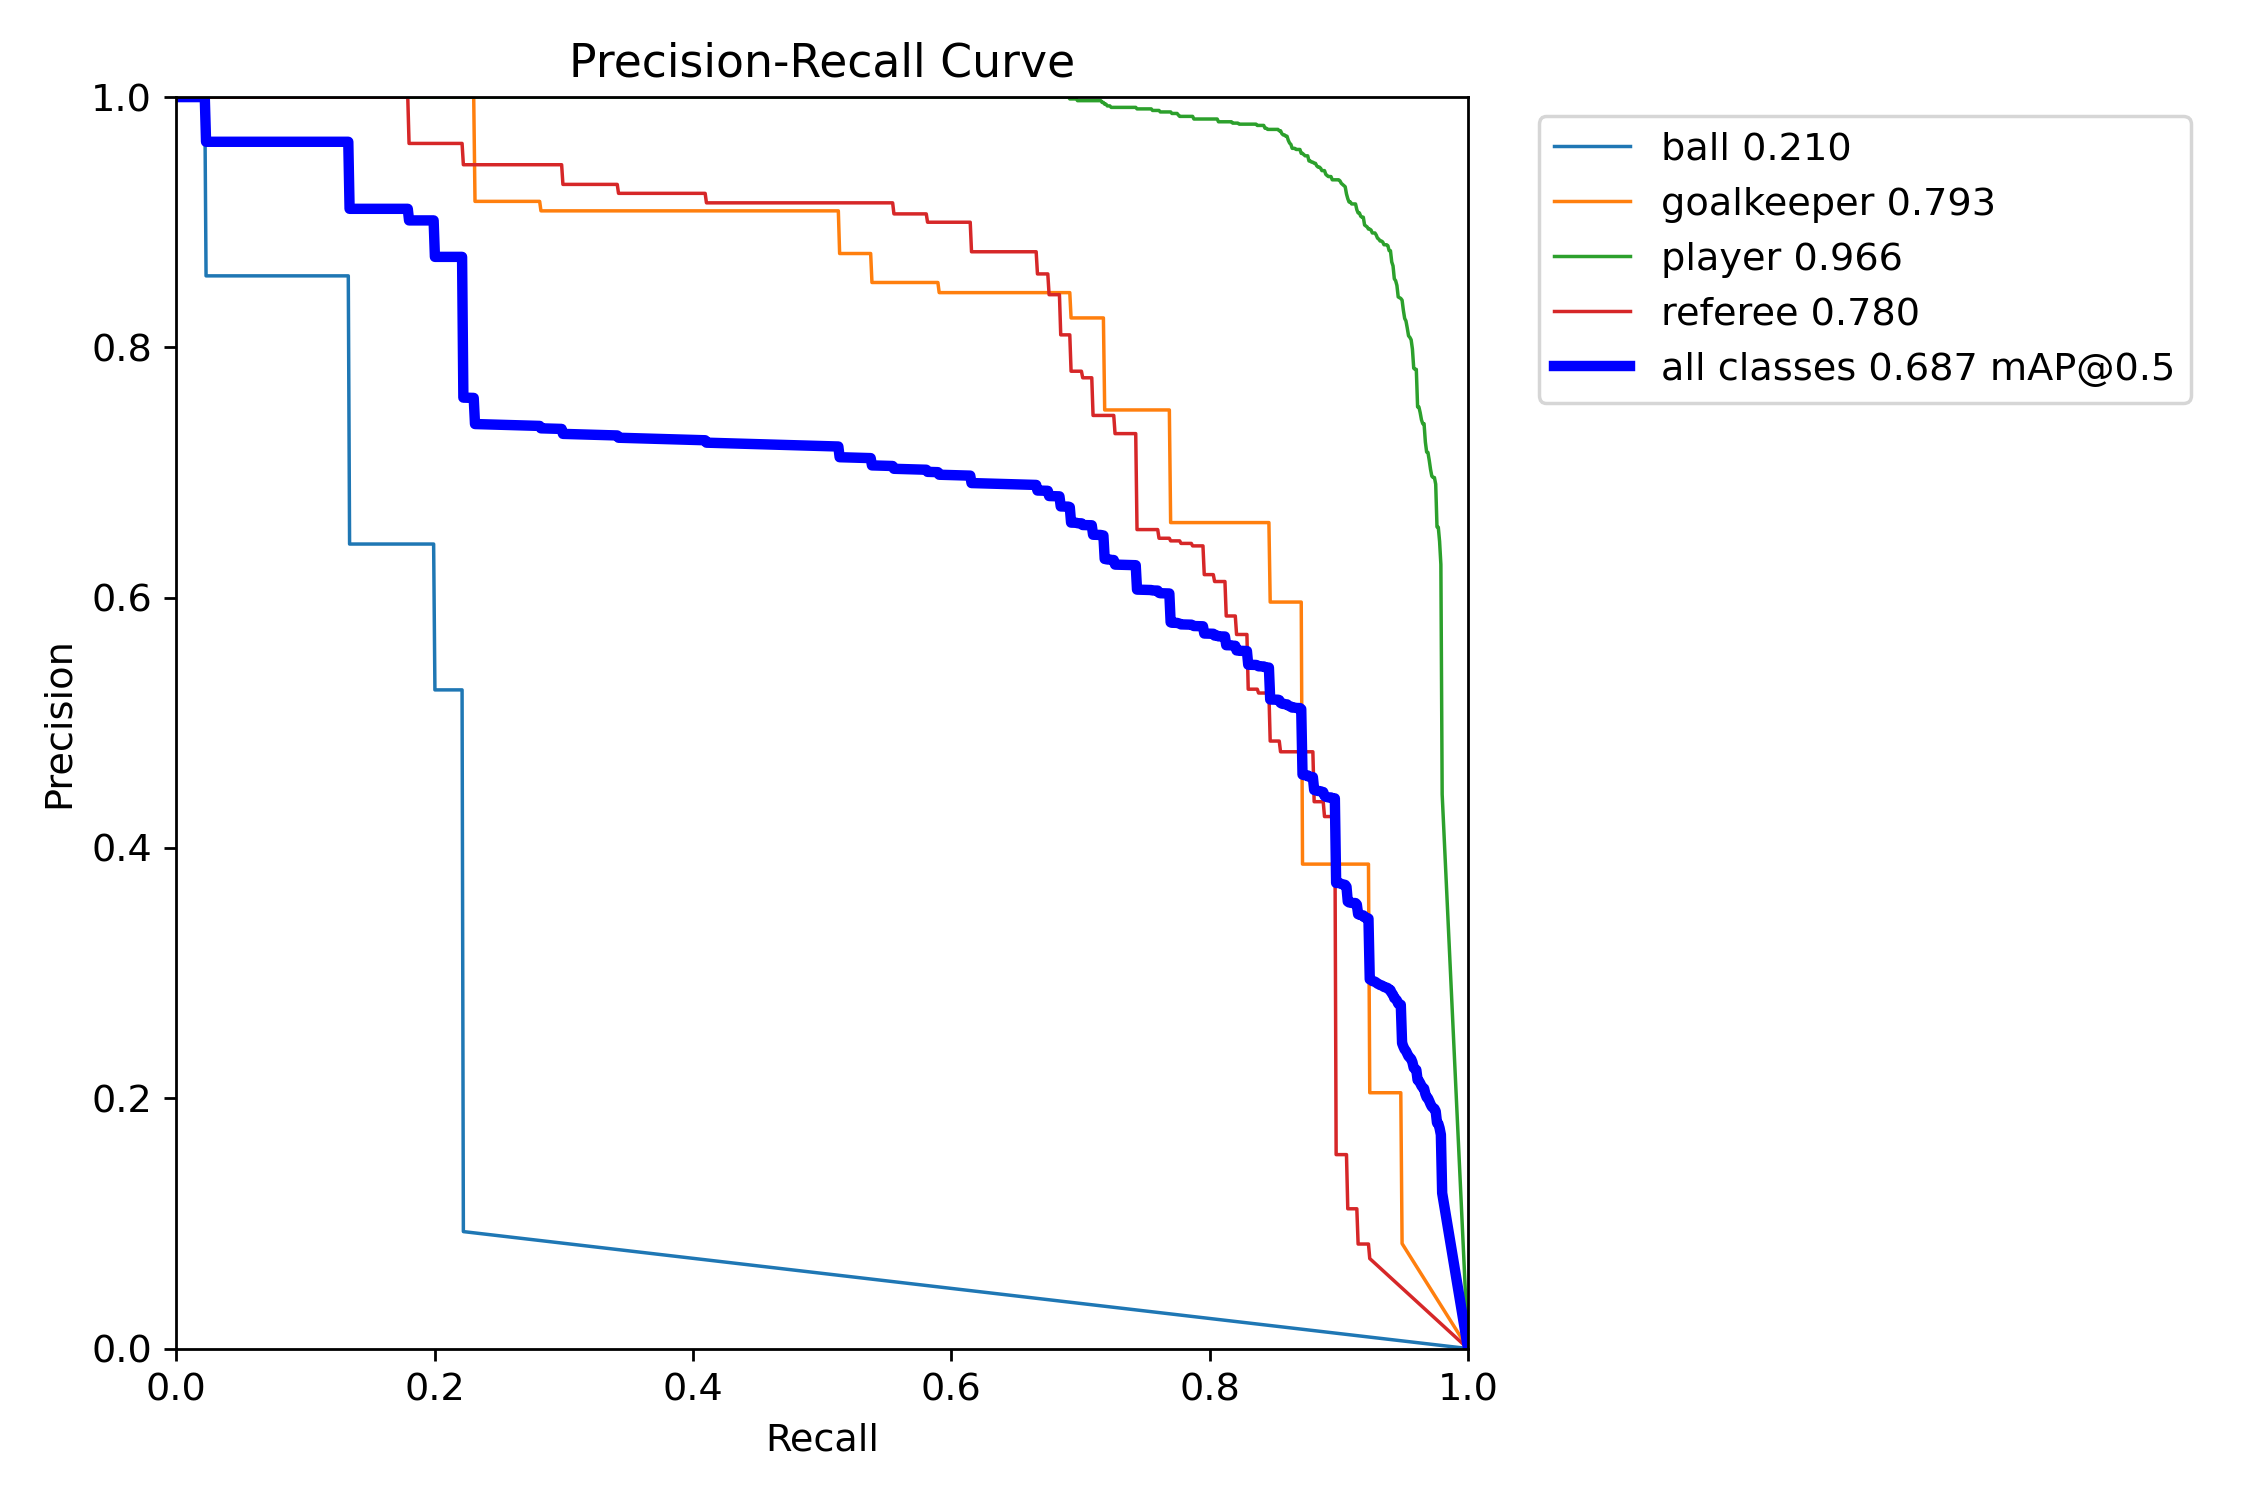 Precision-Recall Curve
1.0
0.8
0.6
0.4
0.2
0.0
Precision
0.0 0.2 0.4 0.6 0.8 1.0
Recall
ball 0.210
goalkeeper 0.793
player 0.966
referee 0.780
all classes 0.687 mAP@0.5